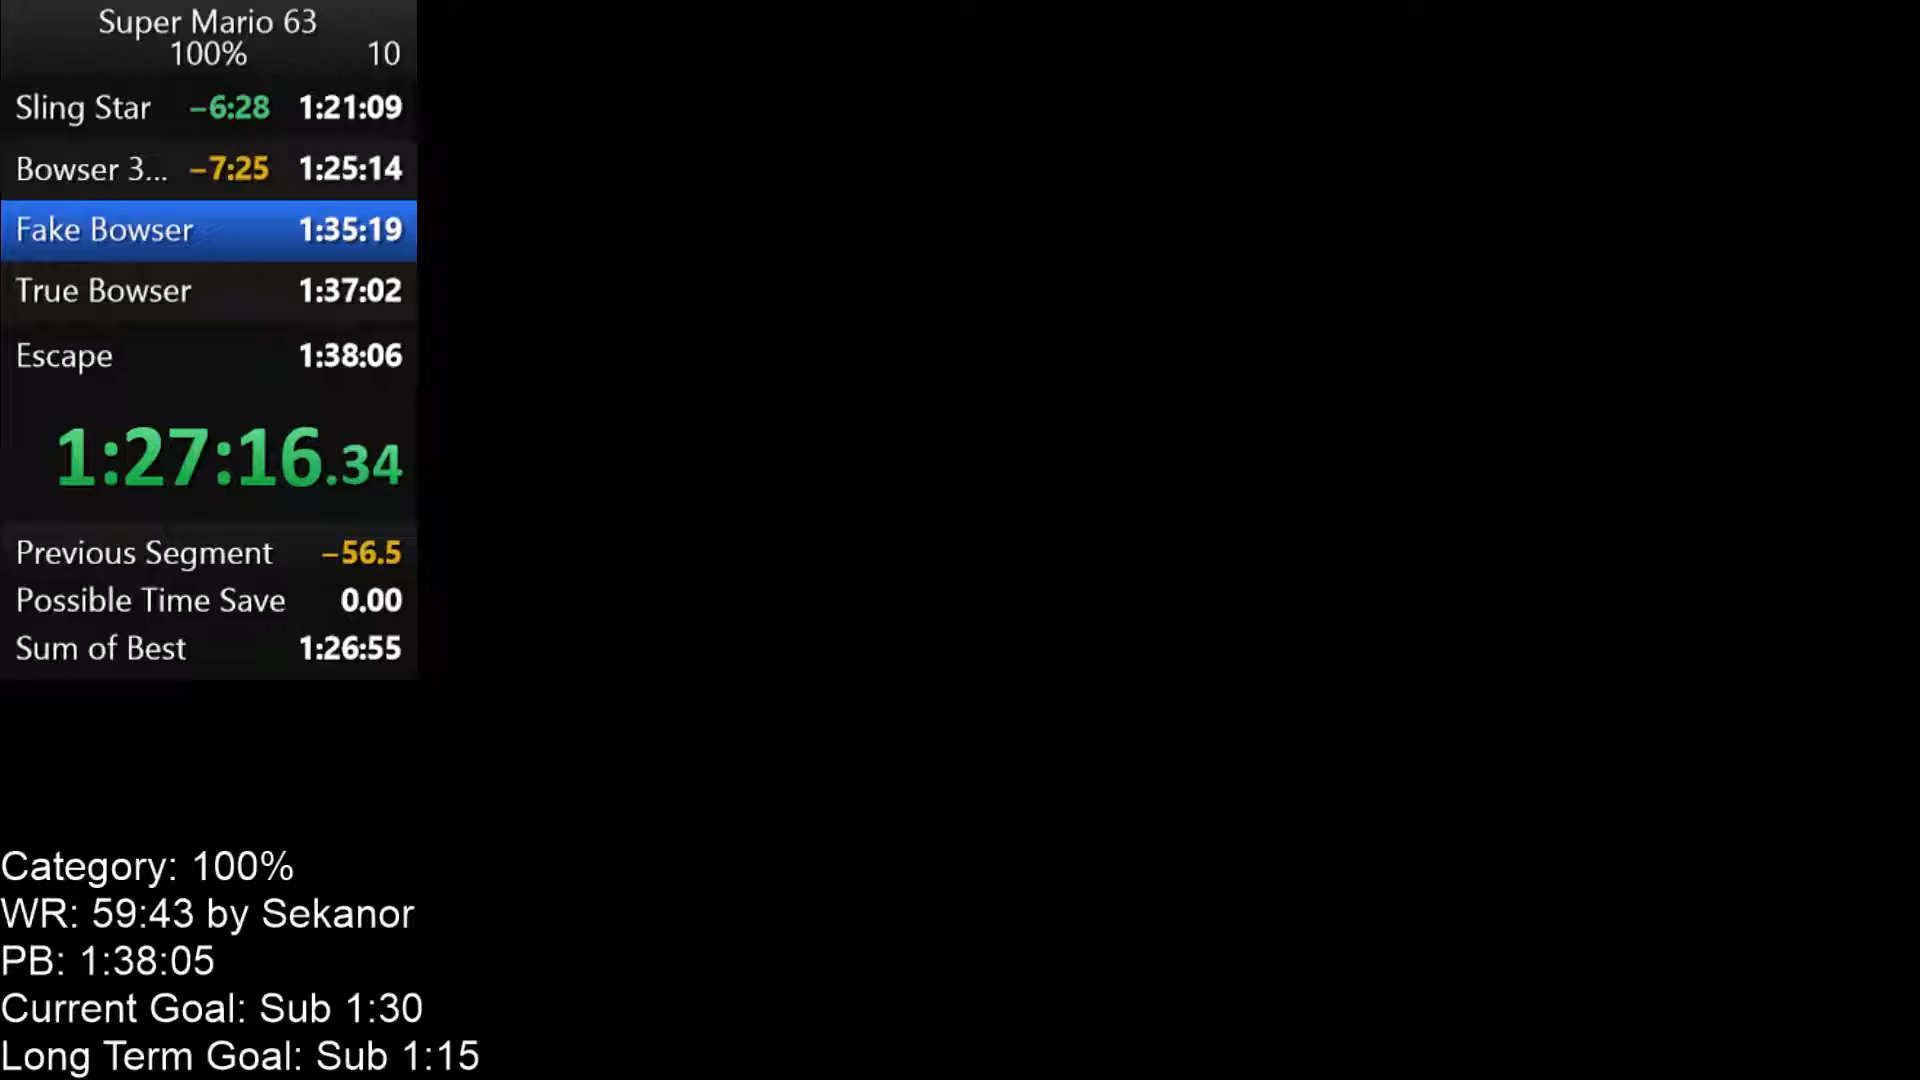 Super Mario 63
100% 10
Sling Star −6:28 1:21:09
Bowser 3... −7:25 1:25:14
Fake Bowser 1:35:19
True Bowser 1:37:02
Escape 1:38:06
1:27:16.34
Previous Segment −56.5
Possible Time Save 0.00
Sum of Best 1:26:55
Category: 100%
WR: 59:43 by Sekanor
PB: 1:38:05
Current Goal: Sub 1:30
Long Term Goal: Sub 1:15